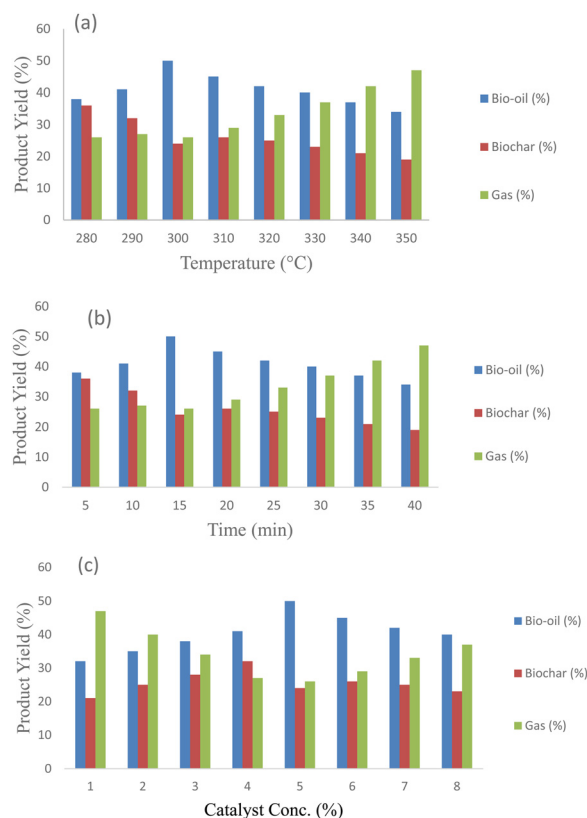 (a)
Product Yield (%)
60
50
40
30
20
10
0
280 290 300 310 320 330 340 350
Temperature (°C)
Bio-oil (%)
Biochar (%)
Gas (%)
(b)
Product Yield (%)
60
50
40
30
20
10
0
5 10 15 20 25 30 35 40
Time (min)
Bio-oil (%)
Biochar (%)
Gas (%)
(c)
Product Yield (%)
60
50
40
30
20
10
0
1 2 3 4 5 6 7 8
Catalyst Conc. (%)
Bio-oil (%)
Biochar (%)
Gas (%)